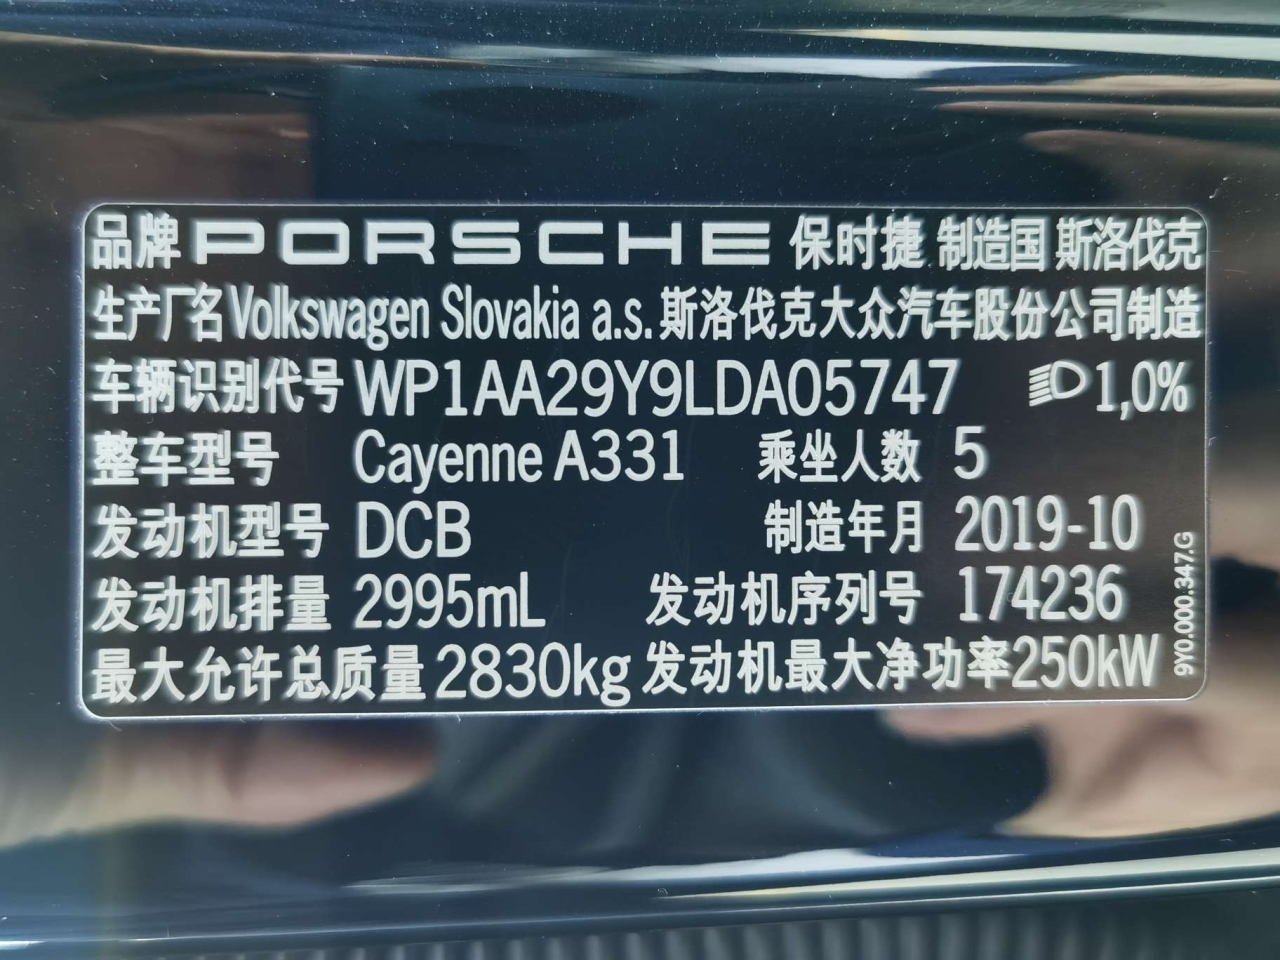 品牌 PORSCHE 保时捷 制造国 斯洛伐克
生产厂名 Volkswagen Slovakia a.s. 斯洛伐克大众汽车股份公司制造
车辆识别代号 WP1AA29Y9LDA05747 1,0%
整车型号 Cayenne A331 乘坐人数 5
发动机型号 DCB 制造年月 2019-10
发动机排量 2995mL 发动机序列号 174236
最大允许总质量 2830kg 发动机最大净功率 250kW
9Y0.000.347.G